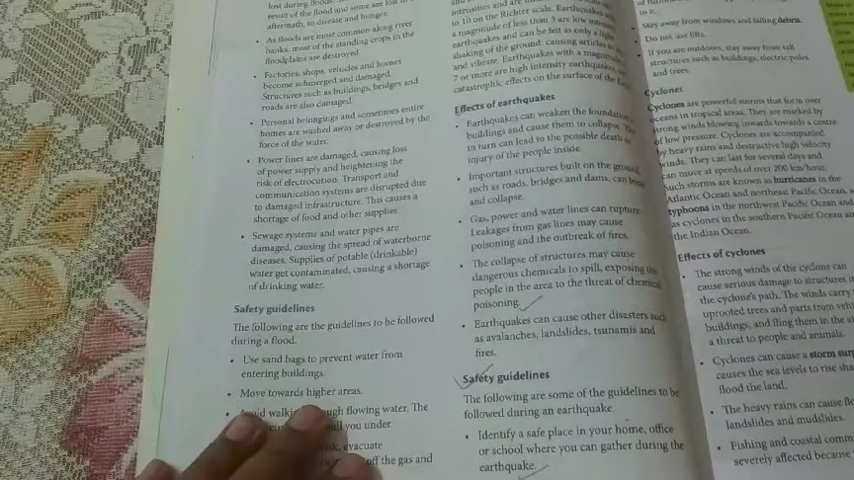 lost during floods.
result of the flood and some are lost in
aftermath, to disease and hunger.
• As floods are most common along river
banks, most of the standing crops in the
floodplains are destroyed.
• Factories, shops, vehicles and homes
become submerged and damaged.
Structures such as buildings, bridges and
roads are also damaged.
• Personal belongings and sometimes entire
homes are washed away or destroyed by the
force of the water.
• Power lines are damaged, causing loss
of power supply and heightening the
risk of electrocution. Transport and
communication systems are disrupted due
to damaged infrastructure. This causes a
shortage of food and other supplies.
• Sewage systems and water pipes are
damaged, causing the spread of waterborne
diseases. Supplies of potable (drinkable)
water get contaminated, causing a shortage
of drinking water.
Safety guidelines
The following are the guidelines to be followed
during a flood.
• Use sand bags to prevent water from
entering buildings.
• Move towards higher areas.
• Avoid walking through flowing water. The
you under.
evacuate
off the gas and
intensities and are
to 10 on the Richter scale. Earthquakes
a magnitude of less than 3 are low
earthquakes and can be felt as only a light
shaking of the ground, causing articles to
and vibrate. Earthquakes with a magnitude
7 or more are high intensity earthquakes
catastrophic effects on the surface of the
Effects of earthquakes
• Earthquakes can weaken the foundation
buildings and cause them to collapse.
in turn can lead to the possible death or
injury of the people inside.
• Important structures built on the ground,
such as roads, bridges and dams, can
and collapse.
• Gas, power and water lines can rupture.
Leakages from gas lines may cause
poisoning and the outbreak of fires.
• The collapse of structures may cause
dangerous chemicals to spill, exposing the
people in the area to the threat of chemical
poisoning.
• Earthquakes can cause other disasters such
as avalanches, landslides, tsunamis and
fires.
Safety guidelines
The following are some of the guidelines to be
followed during an earthquake.
• Identify a safe place in your home, office
or school where you can gather during the
earthquake.
to it.
• Stay away from windows and falling debris.
• Do not use lifts.
• If you are outdoors, stay away from tall
structures such as buildings, electric poles
and trees.
Cyclones
Cyclones are powerful storms that form over
oceans in tropical areas. They are marked by
strong winds blowing towards a centre
of low pressure. Cyclones are accompanied
by heavy rains and destructive high velocity
winds. They can last for several days and
can move at speeds of over 200 km/hour.
Such storms are known as hurricanes in the
Atlantic Ocean and northeast Pacific Ocean,
typhoons in the northwest Pacific Ocean and
as cyclones in the southern Pacific Ocean and
the Indian Ocean.
Effects of cyclones
• The strong winds of the cyclone can
cause serious damage to structures in
the cyclone's path. The winds carry
uprooted trees and parts from vehicles
buildings, and fling them in the air
a threat to people and animals.
• Cyclones can cause a storm surge
causes the sea levels to rise
flood the land.
• The heavy rains can cause
landslides and mudslides.
• Fishing and coastal
severely affected because